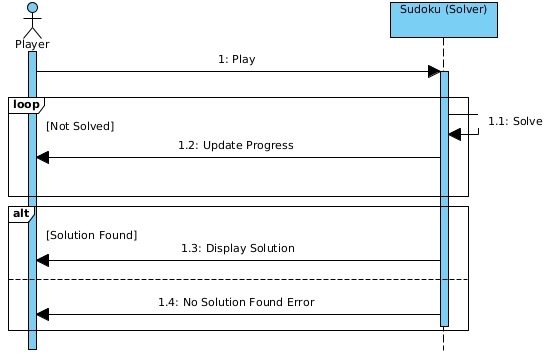 Sudoku (Solver)
Player
1: Play
loop
[Not Solved]
1.1: Solve
1.2: Update Progress
alt
[Solution Found]
1.3: Display Solution
1.4: No Solution Found Error